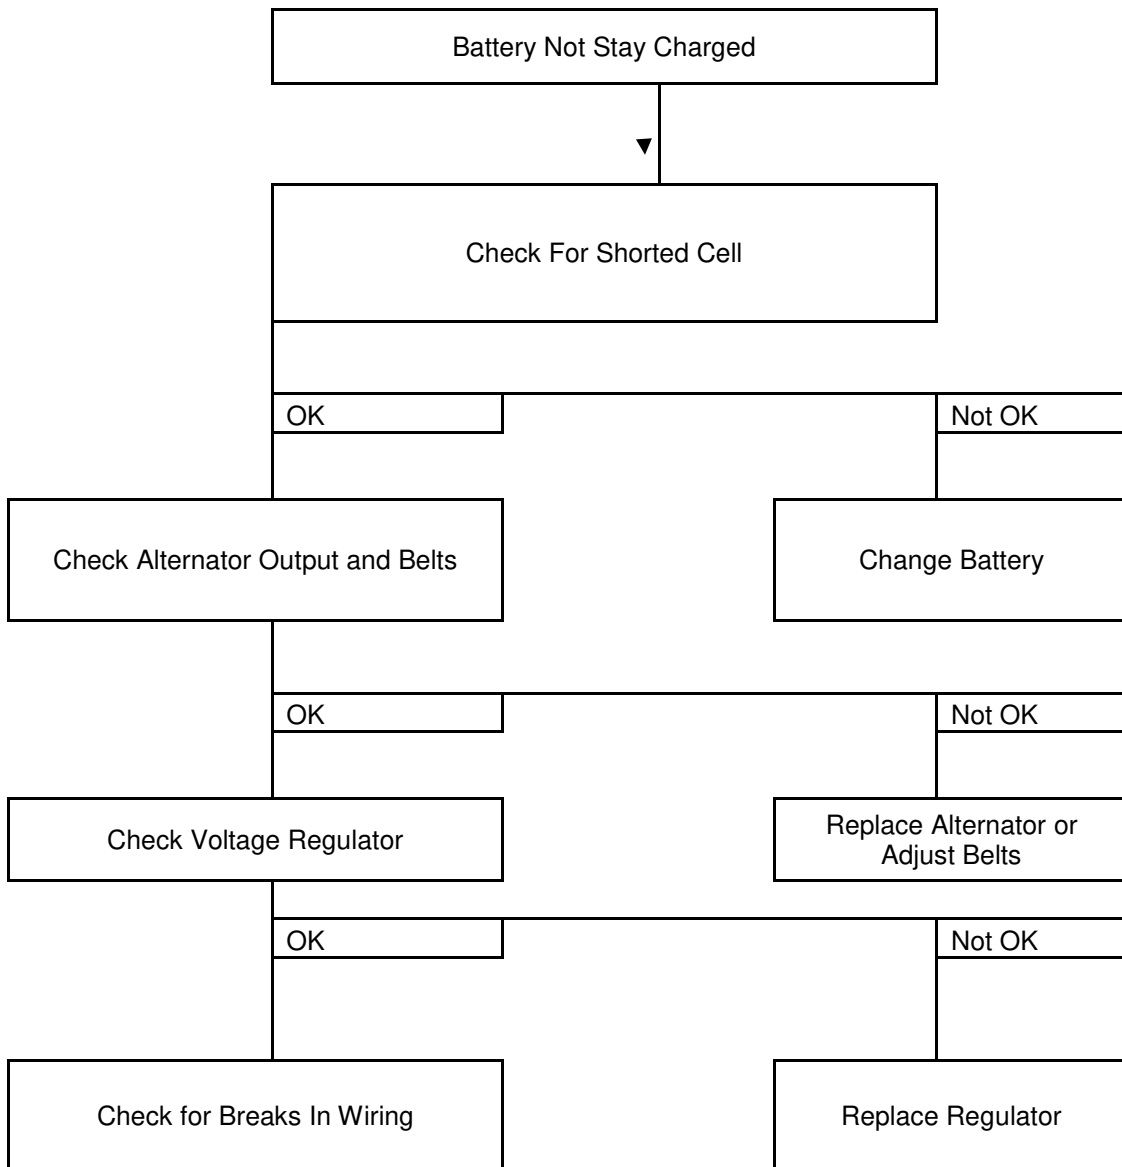 Battery Not Stay Charged
Check For Shorted Cell
OK
Not OK
Check Alternator Output and Belts
Change Battery
OK
Not OK
Check Voltage Regulator
Replace Alternator or
Adjust Belts
OK
Not OK
Check for Breaks In Wiring
Replace Regulator